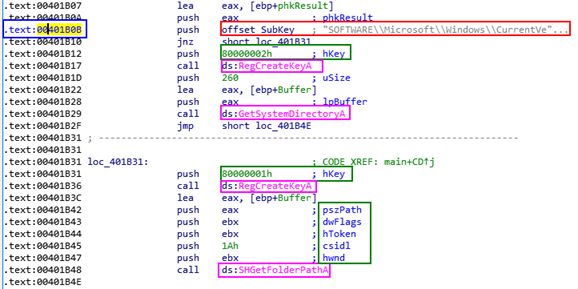 .text:00401B07 lea eax, [ebp+phkResult]
.text:00401B0A push eax ; phkResult
.text:00401B0B push offset SubKey ; "SOFTWARE\\Microsoft\\Windows\\CurrentVe"...
.text:00401B10 jnz short loc_401B31
.text:00401B12 push 80000002h ; hKey
.text:00401B17 call ds:RegCreateKeyA
.text:00401B1D push 260 ; uSize
.text:00401B22 lea eax, [ebp+Buffer]
.text:00401B28 push eax ; lpBuffer
.text:00401B29 call ds:GetSystemDirectoryA
.text:00401B2F jmp short loc_401B4E
.text:00401B31 ; ---------------------------------------------------------------------------
.text:00401B31
.text:00401B31 loc_401B31: ; CODE XREF: main+CD↑j
.text:00401B31 push 80000001h ; hKey
.text:00401B36 call ds:RegCreateKeyA
.text:00401B3C lea eax, [ebp+Buffer]
.text:00401B42 push eax ; pszPath
.text:00401B43 push ebx ; dwFlags
.text:00401B44 push ebx ; hToken
.text:00401B45 push 1Ah ; csidl
.text:00401B47 push ebx ; hwnd
.text:00401B48 call ds:SHGetFolderPathA
.text:00401B4E